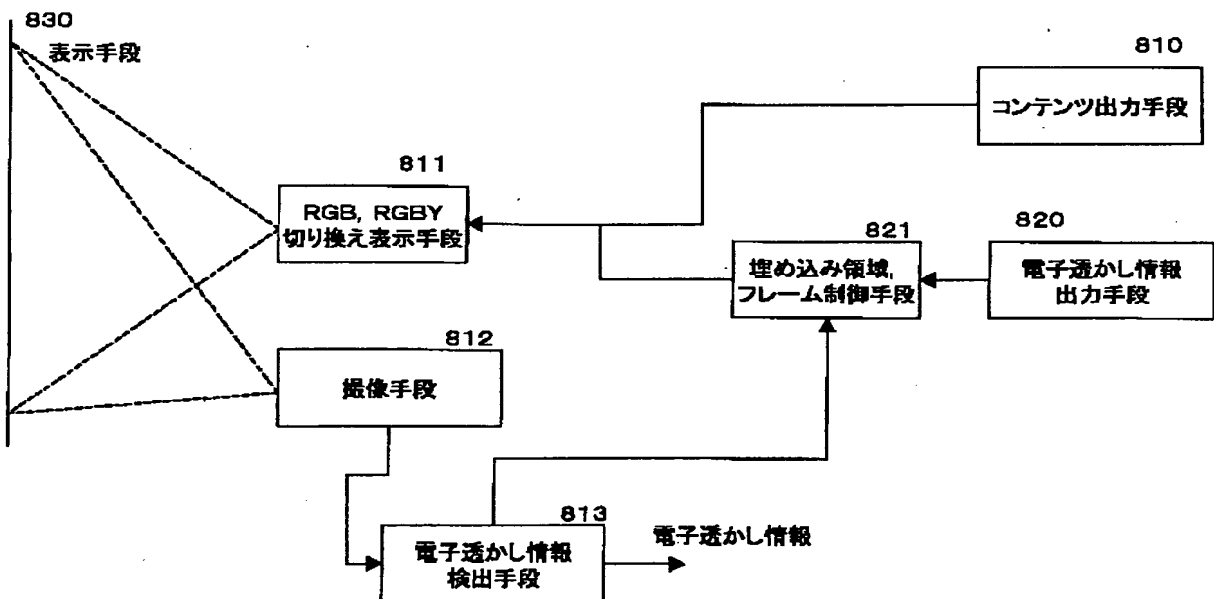 830
表示手段
810
コンテンツ出力手段
811
RGB, RGBY
切り換え表示手段
821
埋め込み領域,
フレーム制御手段
820
電子透かし情報
出力手段
812
撮像手段
813
電子透かし情報
検出手段
電子透かし情報